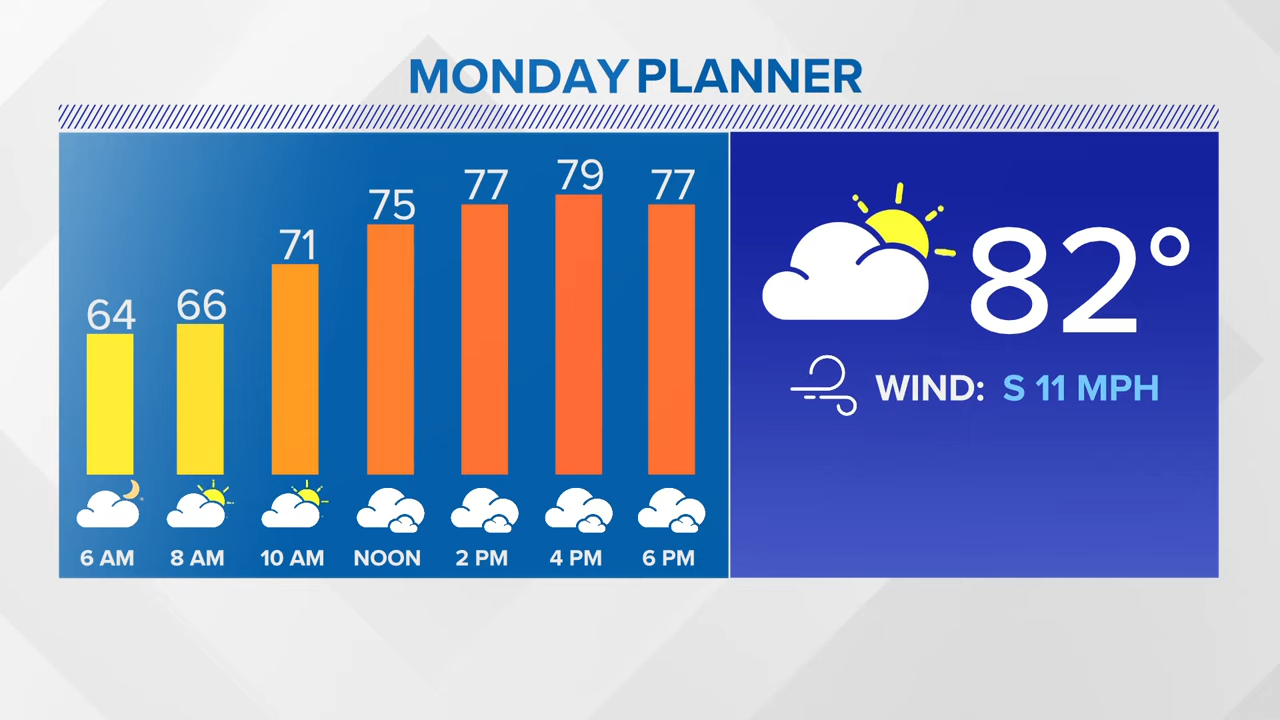 MONDAY PLANNER
64 66 71 75 77 79 77
6 AM 8 AM 10 AM NOON 2 PM 4 PM 6 PM
82°
WIND: S 11 MPH